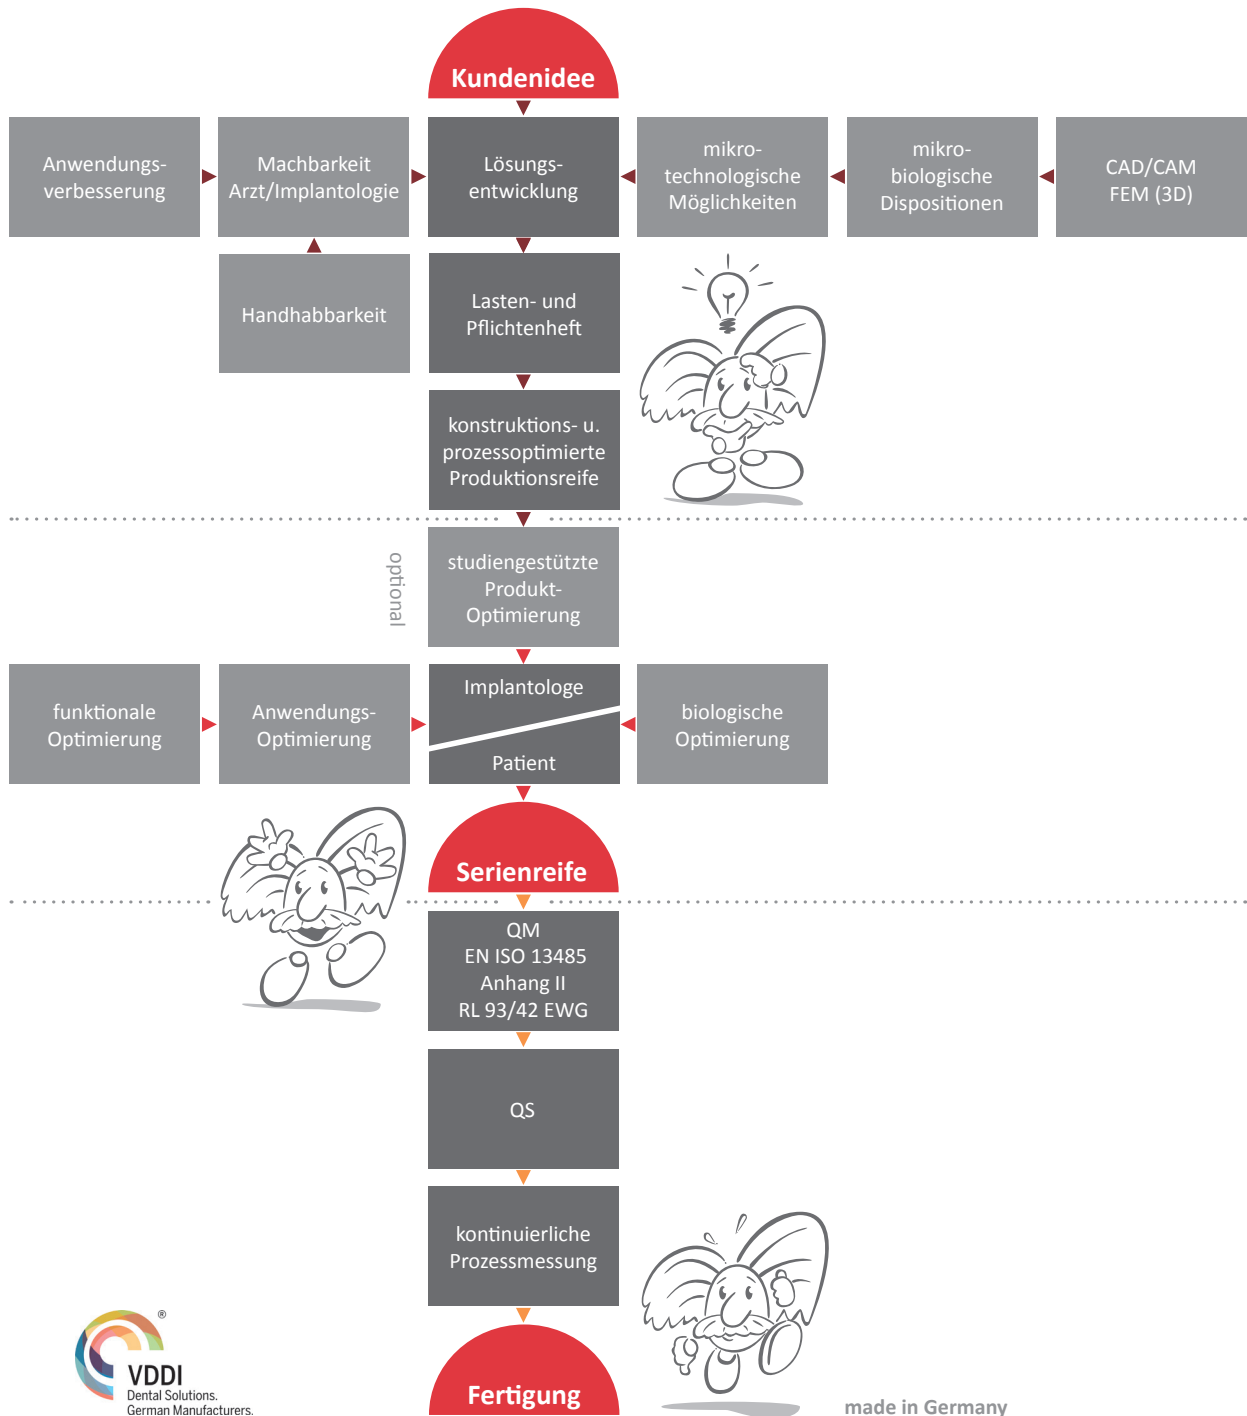 Kundenidee
Anwendungs-
verbesserung
Machbarkeit
Arzt/Implantologie
Lösungs-
entwicklung
mikro-
technologische
Möglichkeiten
mikro-
biologische
Dispositionen
CAD/CAM
FEM (3D)
Handhabbarkeit
Lasten- und
Pflichtenheft
konstruktions- u.
prozessoptimierte
Produktionsreife
optional
studiengestützte
Produkt-
Optimierung
funktionale
Optimierung
Anwendungs-
Optimierung
Implantologe
Patient
biologische
Optimierung
Serienreife
QM
EN ISO 13485
Anhang II
RL 93/42 EWG
QS
kontinuierliche
Prozessmessung
Fertigung
®
VDDI
Dental Solutions.
German Manufacturers.
made in Germany